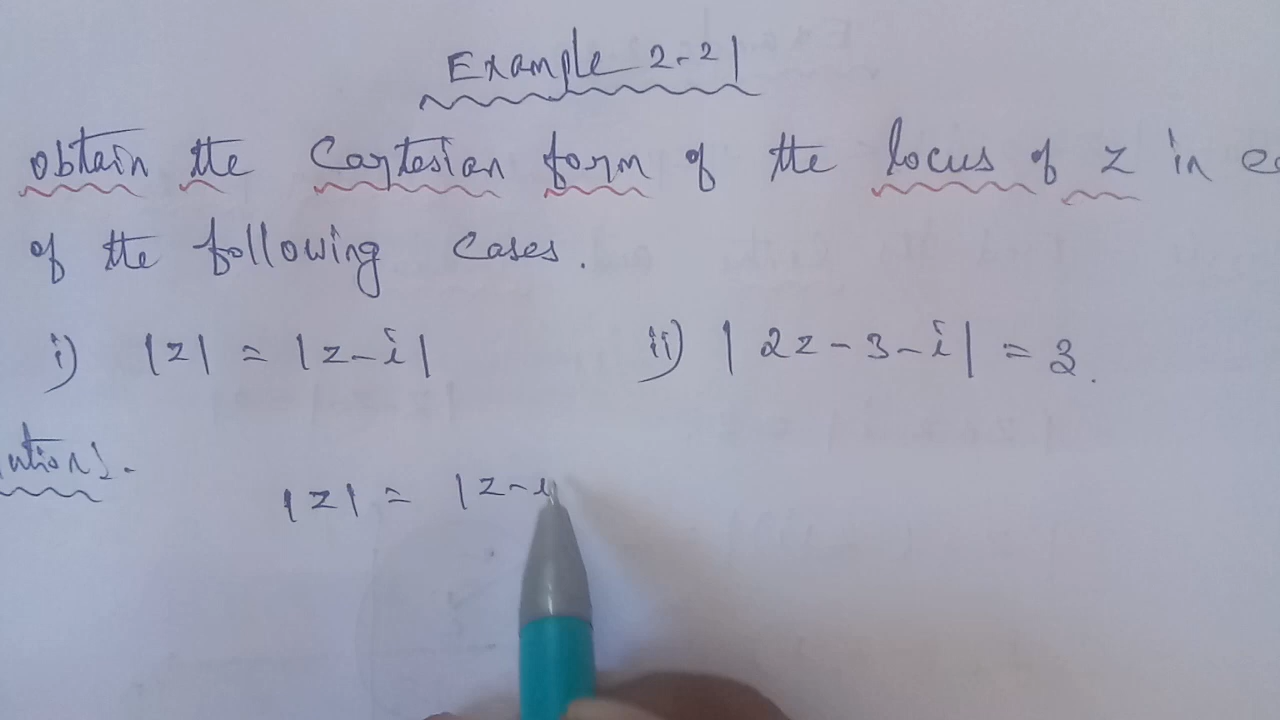 Example 2.21
obtain the Cartesian form of the locus of z in
of the following cases.
i) |z| = |z-i| ii) |2z-3-i| = 3.
|z| = |z-i